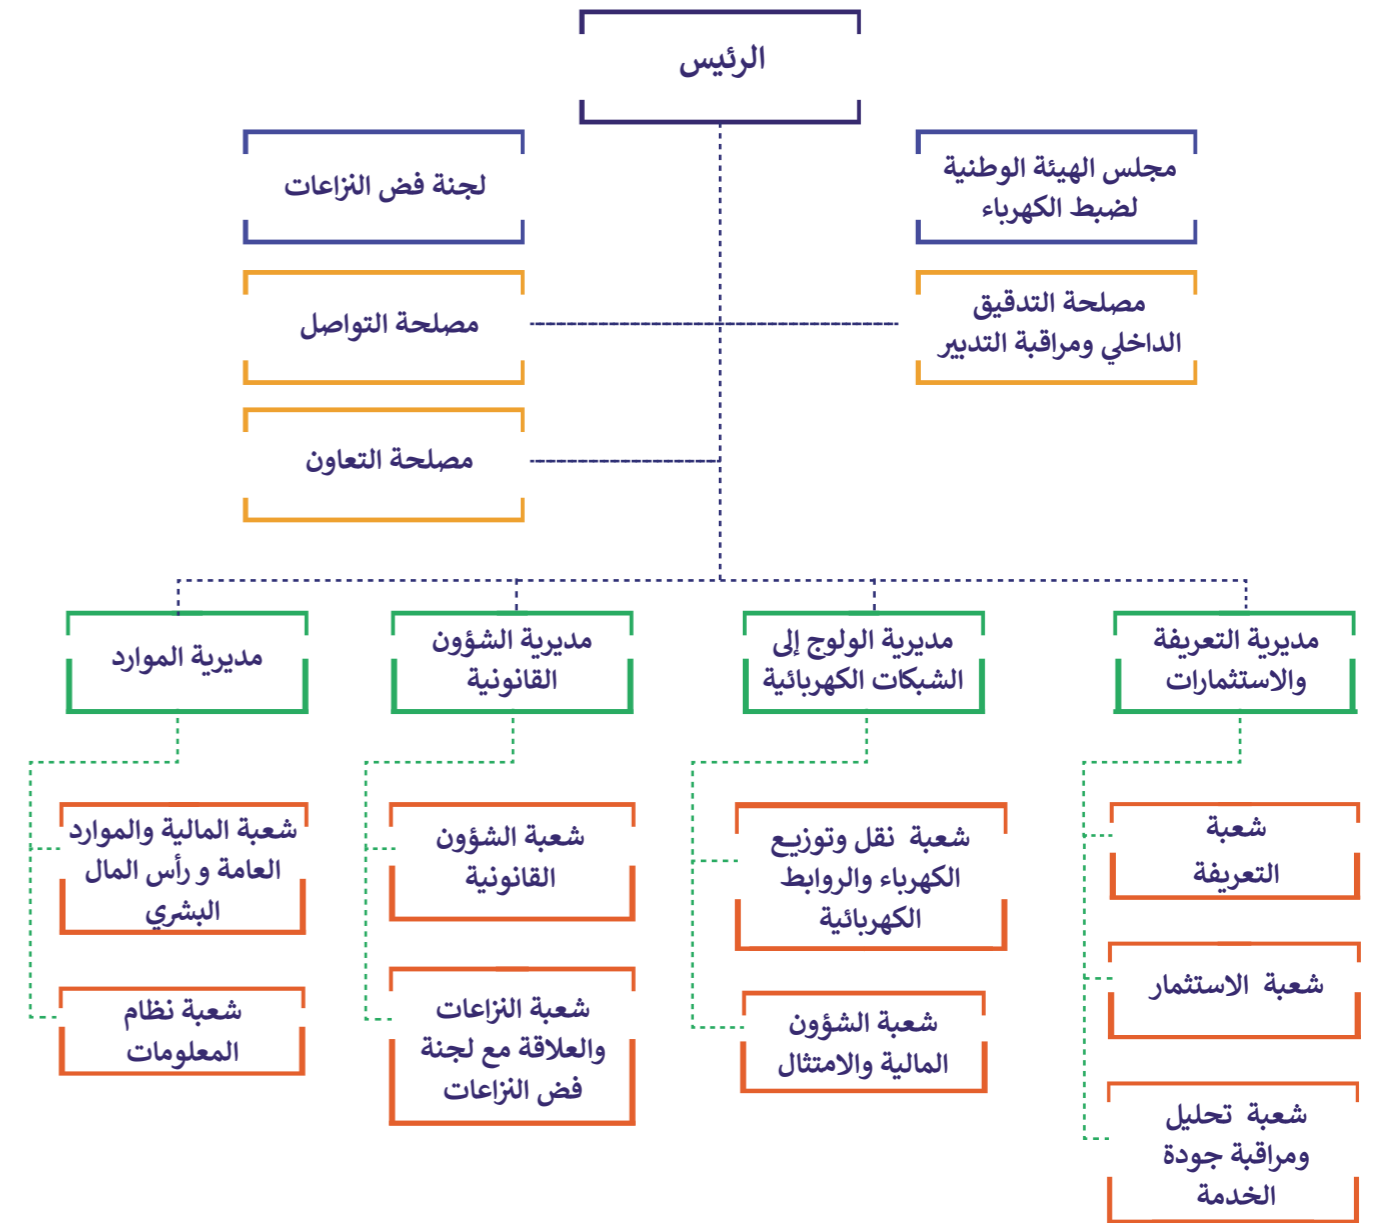 الرئيس
مجلس الهيئة الوطنية
لضبط الكهرباء
لجنة فض النزاعات
مصلحة التدقيق
الداخلي ومراقبة التدبير
مصلحة التواصل
مصلحة التعاون
مديرية التعريفة
والاستثمارات
مديرية الولوج إلى
الشبكات الكهربائية
مديرية الشؤون
القانونية
مديرية الموارد
شعبة
التعريفة
شعبة الاستثمار
شعبة تحليل
ومراقبة جودة
الخدمة
شعبة نقل وتوزيع
الكهرباء والروابط
الكهربائية
شعبة الشؤون
المالية والامتثال
شعبة الشؤون
القانونية
شعبة النزاعات
والعلاقة مع لجنة
فض النزاعات
شعبة المالية والموارد
العامة و رأس المال
البشري
شعبة نظام
المعلومات